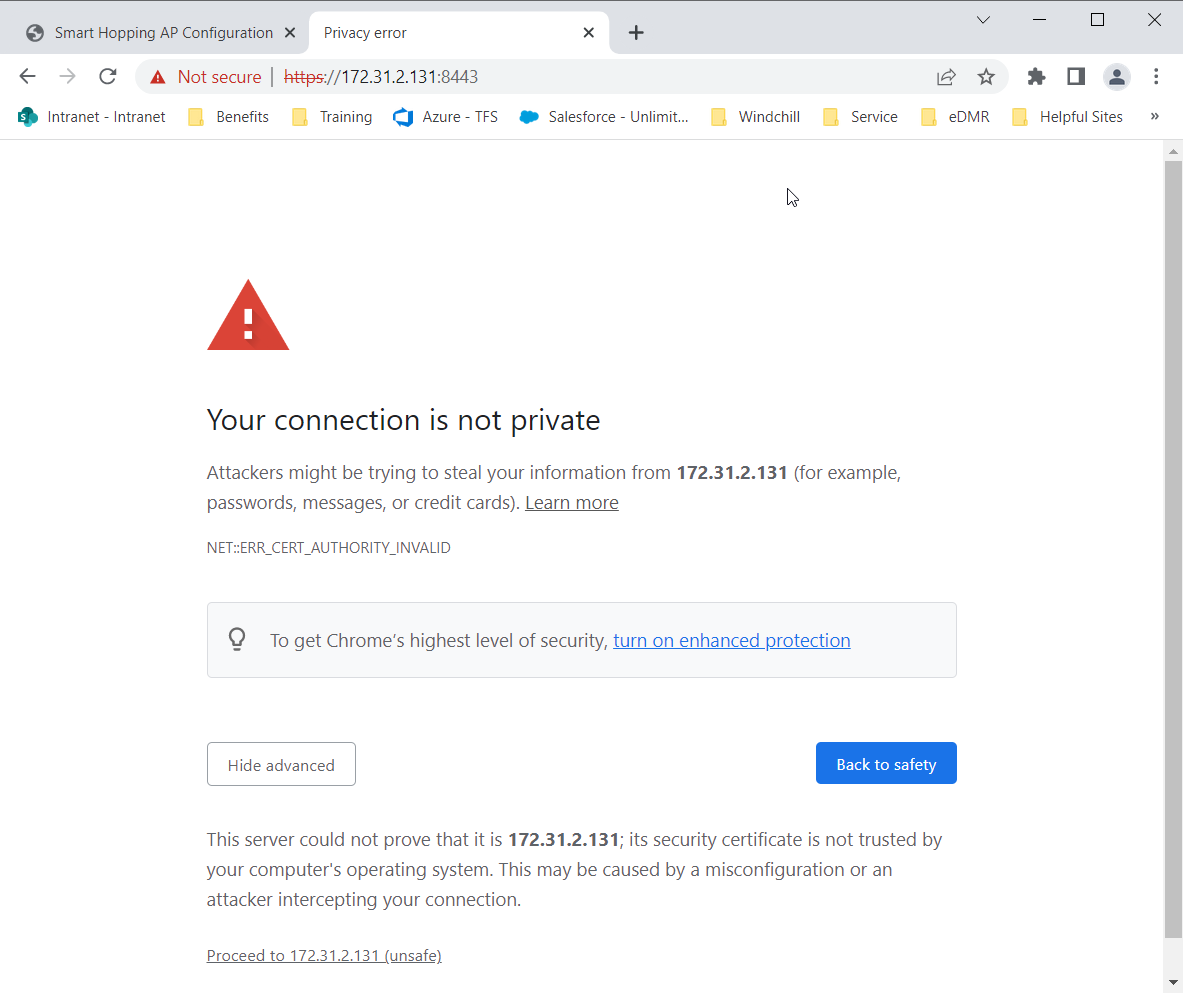 Smart Hopping AP Configuration
Privacy error
Not secure | https://172.31.2.131:8443
Intranet - Intranet Benefits Training Azure - TFS Salesforce - Unlimit... Windchill Service eDMR Helpful Sites »
Your connection is not private
Attackers might be trying to steal your information from 172.31.2.131 (for example,
passwords, messages, or credit cards). Learn more
NET::ERR_CERT_AUTHORITY_INVALID
To get Chrome's highest level of security, turn on enhanced protection
Hide advanced
Back to safety
This server could not prove that it is 172.31.2.131; its security certificate is not trusted by
your computer's operating system. This may be caused by a misconfiguration or an
attacker intercepting your connection.
Proceed to 172.31.2.131 (unsafe)